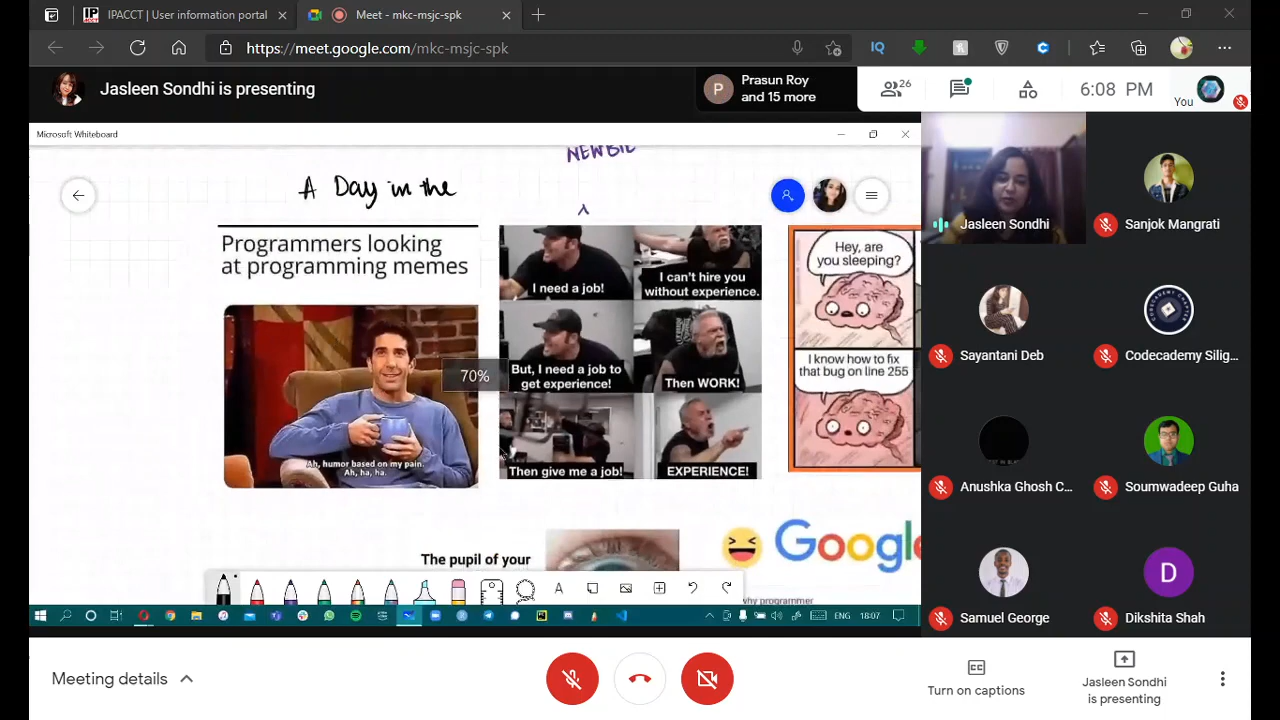 IPACCT | User information portal
Meet - mkc-msjc-spk
https://meet.google.com/mkc-msjc-spk
Jasleen Sondhi is presenting
Prasun Roy
and 15 more
26
6:08 PM
You
Microsoft Whiteboard
NEWBIE
A Day in the
Programmers looking
at programming memes
Ah, humor based on my pain.
Ah, ha, ha.
70%
I need a job!
I can't hire you
without experience.
But, I need a job to
get experience!
Then WORK!
Then give me a job!
EXPERIENCE!
Hey, are
you sleeping?
I know how to fix
that bug on line 255
The pupil of your
Google
why programmer
ENG
18:07
Jasleen Sondhi
Sanjok Mangrati
Sayantani Deb
Codecademy Silig...
Anushka Ghosh C...
Soumwadeep Guha
Samuel George
D
Dikshita Shah
Meeting details
Turn on captions
Jasleen Sondhi
is presenting